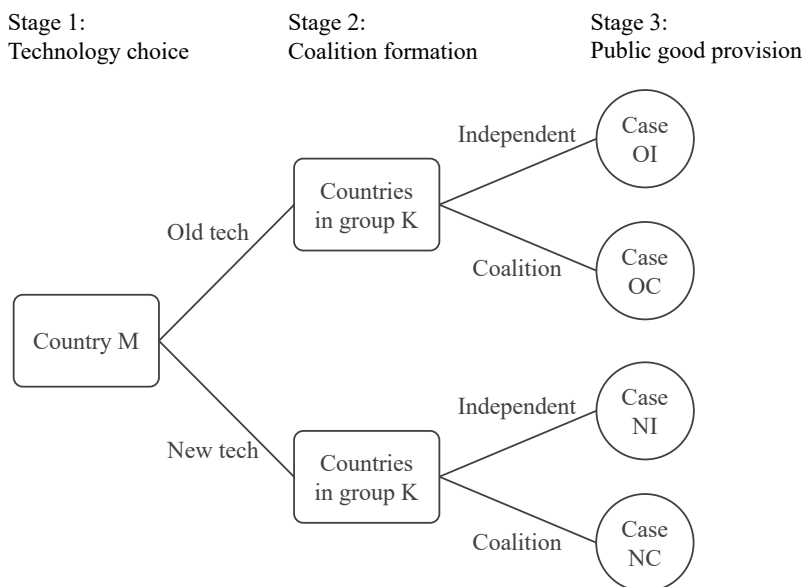 Stage 1:
Technology choice
Stage 2:
Coalition formation
Stage 3:
Public good provision
Country M
Old tech
New tech
Countries
in group K
Independent
Coalition
Case
OI
Case
OC
Countries
in group K
Independent
Coalition
Case
NI
Case
NC